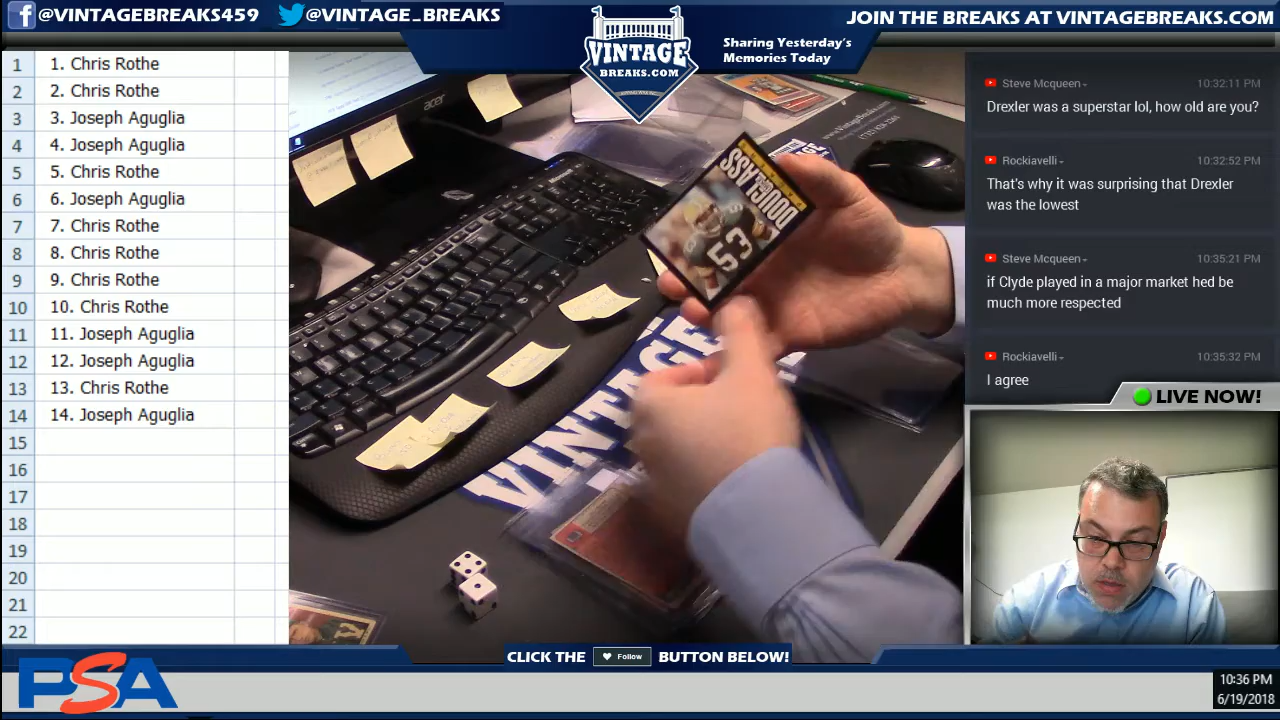 @VINTAGEBREAKS459
@VINTAGE_BREAKS
VINTAGE
BREAKS.COM
Sharing Yesterday's
Memories Today
JOIN THE BREAKS AT VINTAGEBREAKS.COM
1 1. Chris Rothe
2 2. Chris Rothe
3 3. Joseph Aguglia
4 4. Joseph Aguglia
5 5. Chris Rothe
6 6. Joseph Aguglia
7 7. Chris Rothe
8 8. Chris Rothe
9 9. Chris Rothe
10 10. Chris Rothe
11 11. Joseph Aguglia
12 12. Joseph Aguglia
13 13. Chris Rothe
14 14. Joseph Aguglia
15
16
17
18
19
20
21
22
acer
DOUGLASS
53
VINTAGE
Steve Mcqueen 10:32:11 PM
Drexler was a superstar lol, how old are you?
Rockiavelli 10:32:52 PM
That's why it was surprising that Drexler
was the lowest
Steve Mcqueen 10:35:21 PM
if Clyde played in a major market hed be
much more respected
Rockiavelli 10:35:32 PM
I agree
LIVE NOW!
CLICK THE Follow BUTTON BELOW!
PSA
10:36 PM
6/19/2018